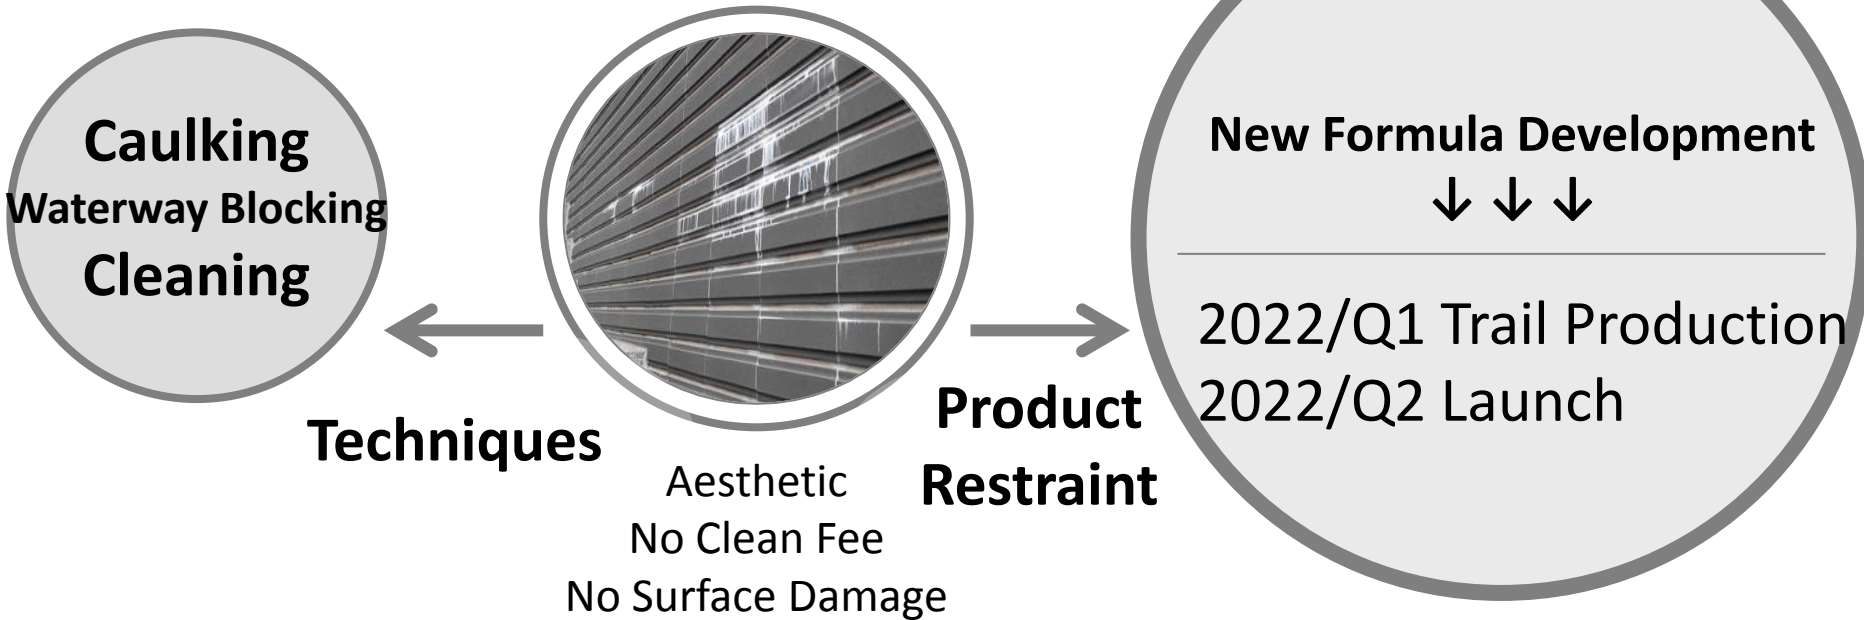 Caulking
Waterway Blocking
Cleaning
Techniques
Aesthetic
No Clean Fee
No Surface Damage
Product
Restraint
New Formula Development
↓ ↓ ↓
2022/Q1 Trail Production
2022/Q2 Launch